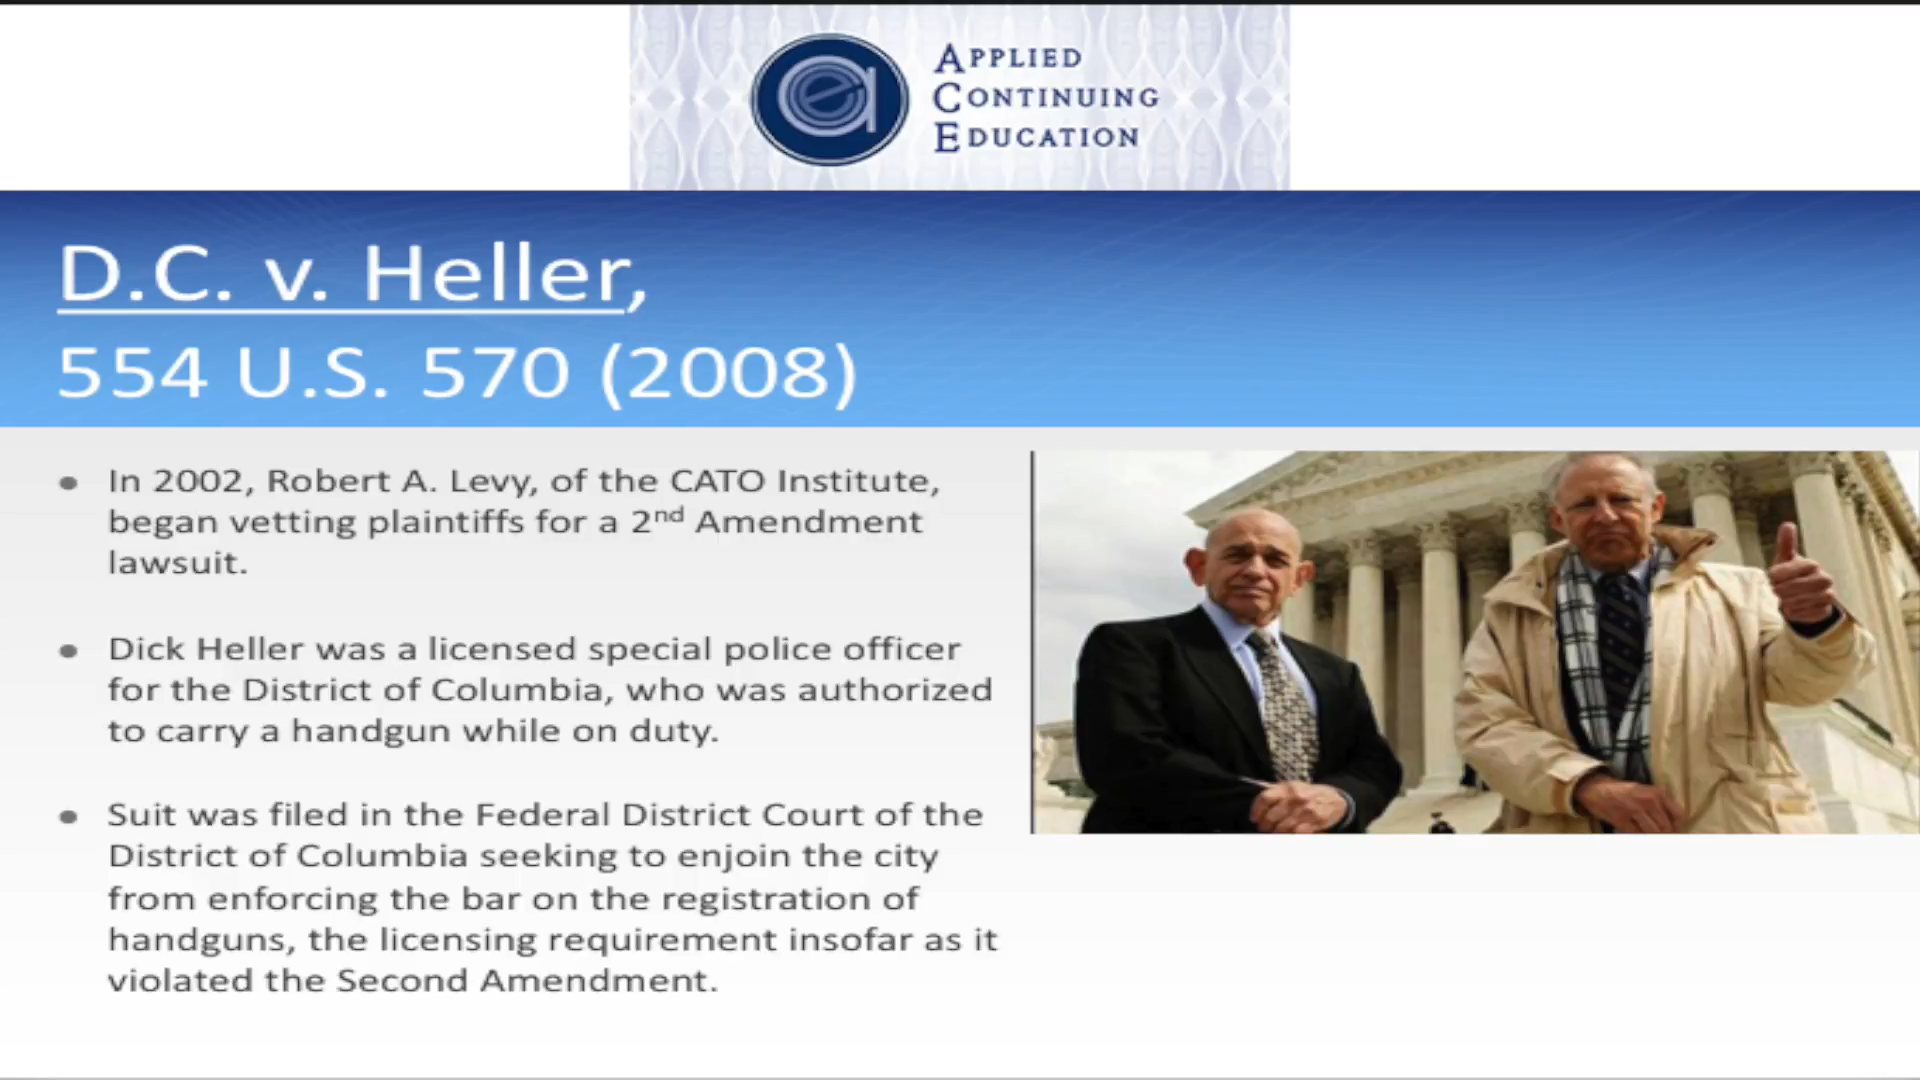 APPLIED
CONTINUING
EDUCATION
D.C. v. Heller,
554 U.S. 570 (2008)
• In 2002, Robert A. Levy, of the CATO Institute,
began vetting plaintiffs for a 2nd Amendment
lawsuit.
• Dick Heller was a licensed special police officer
for the District of Columbia, who was authorized
to carry a handgun while on duty.
• Suit was filed in the Federal District Court of the
District of Columbia seeking to enjoin the city
from enforcing the bar on the registration of
handguns, the licensing requirement insofar as it
violated the Second Amendment.